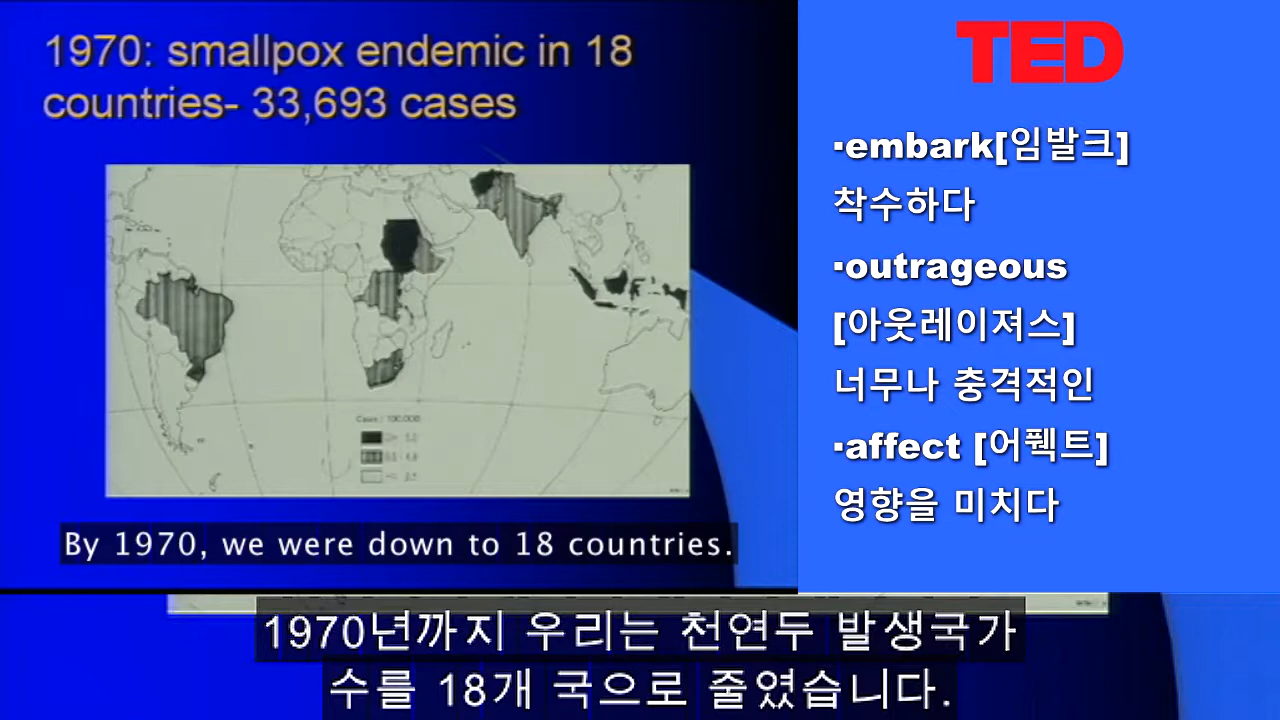 1970: smallpox endemic in 18
countries- 33,693 cases
Cases / 100,000
By 1970, we were down to 18 countries.
TED
▪embark[임발크]
착수하다
▪outrageous
[아웃레이져스]
너무나 충격적인
▪affect [어풱트]
영향을 미치다
1970년까지 우리는 천연두 발생국가
수를 18개 국으로 줄였습니다.